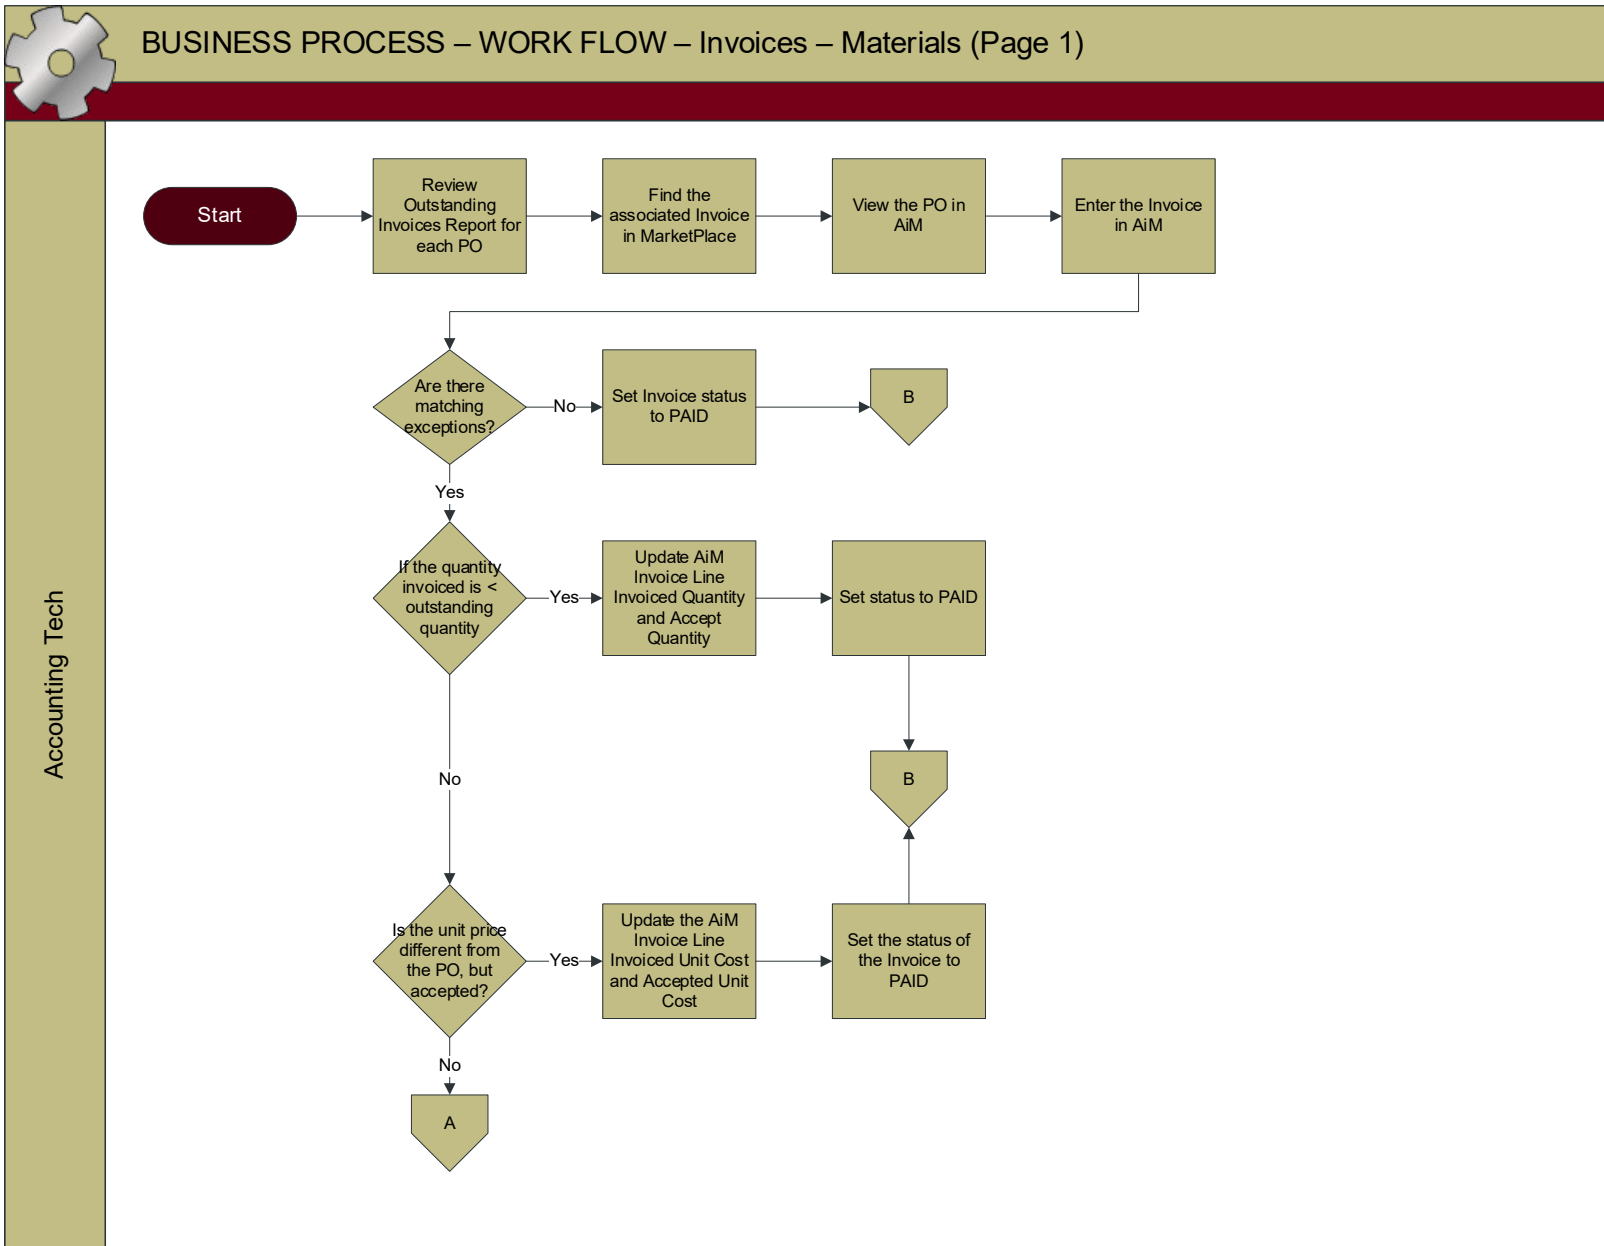 BUSINESS PROCESS – WORK FLOW – Invoices – Materials (Page 1)
Accounting Tech
Start
Review
Outstanding
Invoices Report for
each PO
Find the
associated Invoice
in MarketPlace
View the PO in
AiM
Enter the Invoice
in AiM
Are there
matching
exceptions?
No
Set Invoice status
to PAID
B
Yes
If the quantity
invoiced is <
outstanding
quantity
Yes
Update AiM
Invoice Line
Invoiced Quantity
and Accept
Quantity
Set status to PAID
No
B
Is the unit price
different from
the PO, but
accepted?
Yes
Update the AiM
Invoice Line
Invoiced Unit Cost
and Accepted Unit
Cost
Set the status of
the Invoice to
PAID
No
A